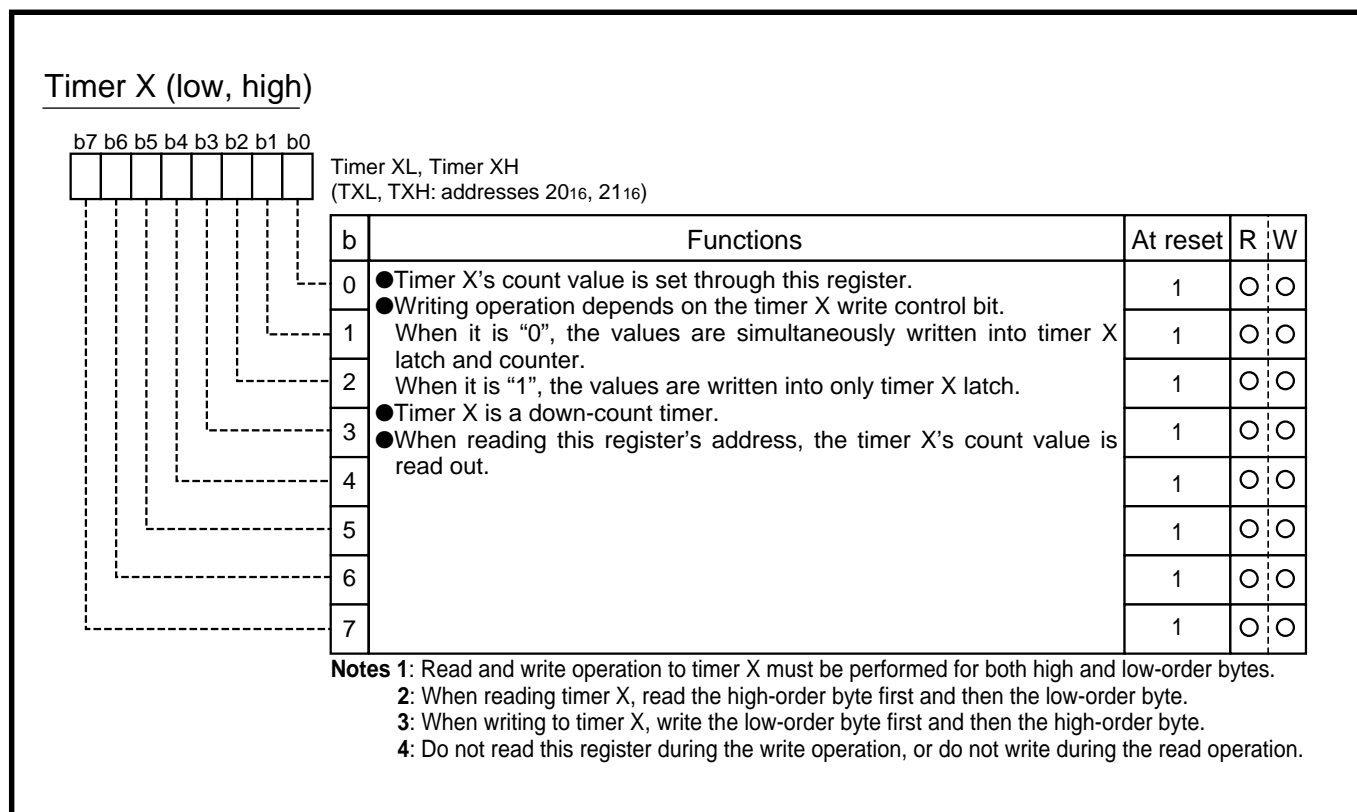 Timer X (low, high)
b7 b6 b5 b4 b3 b2 b1 b0
Timer XL, Timer XH
(TXL, TXH: addresses 2016, 2116)
b Functions At reset R W
0 ●Timer X’s count value is set through this register. 1 ○ ○
●Writing operation depends on the timer X write control bit.
1 When it is “0”, the values are simultaneously written into timer X 1 ○ ○
latch and counter.
2 When it is “1”, the values are written into only timer X latch. 1 ○ ○
●Timer X is a down-count timer.
3 ●When reading this register’s address, the timer X’s count value is 1 ○ ○
read out.
4 1 ○ ○
5 1 ○ ○
6 1 ○ ○
7 1 ○ ○
Notes 1: Read and write operation to timer X must be performed for both high and low-order bytes.
2: When reading timer X, read the high-order byte first and then the low-order byte.
3: When writing to timer X, write the low-order byte first and then the high-order byte.
4: Do not read this register during the write operation, or do not write during the read operation.